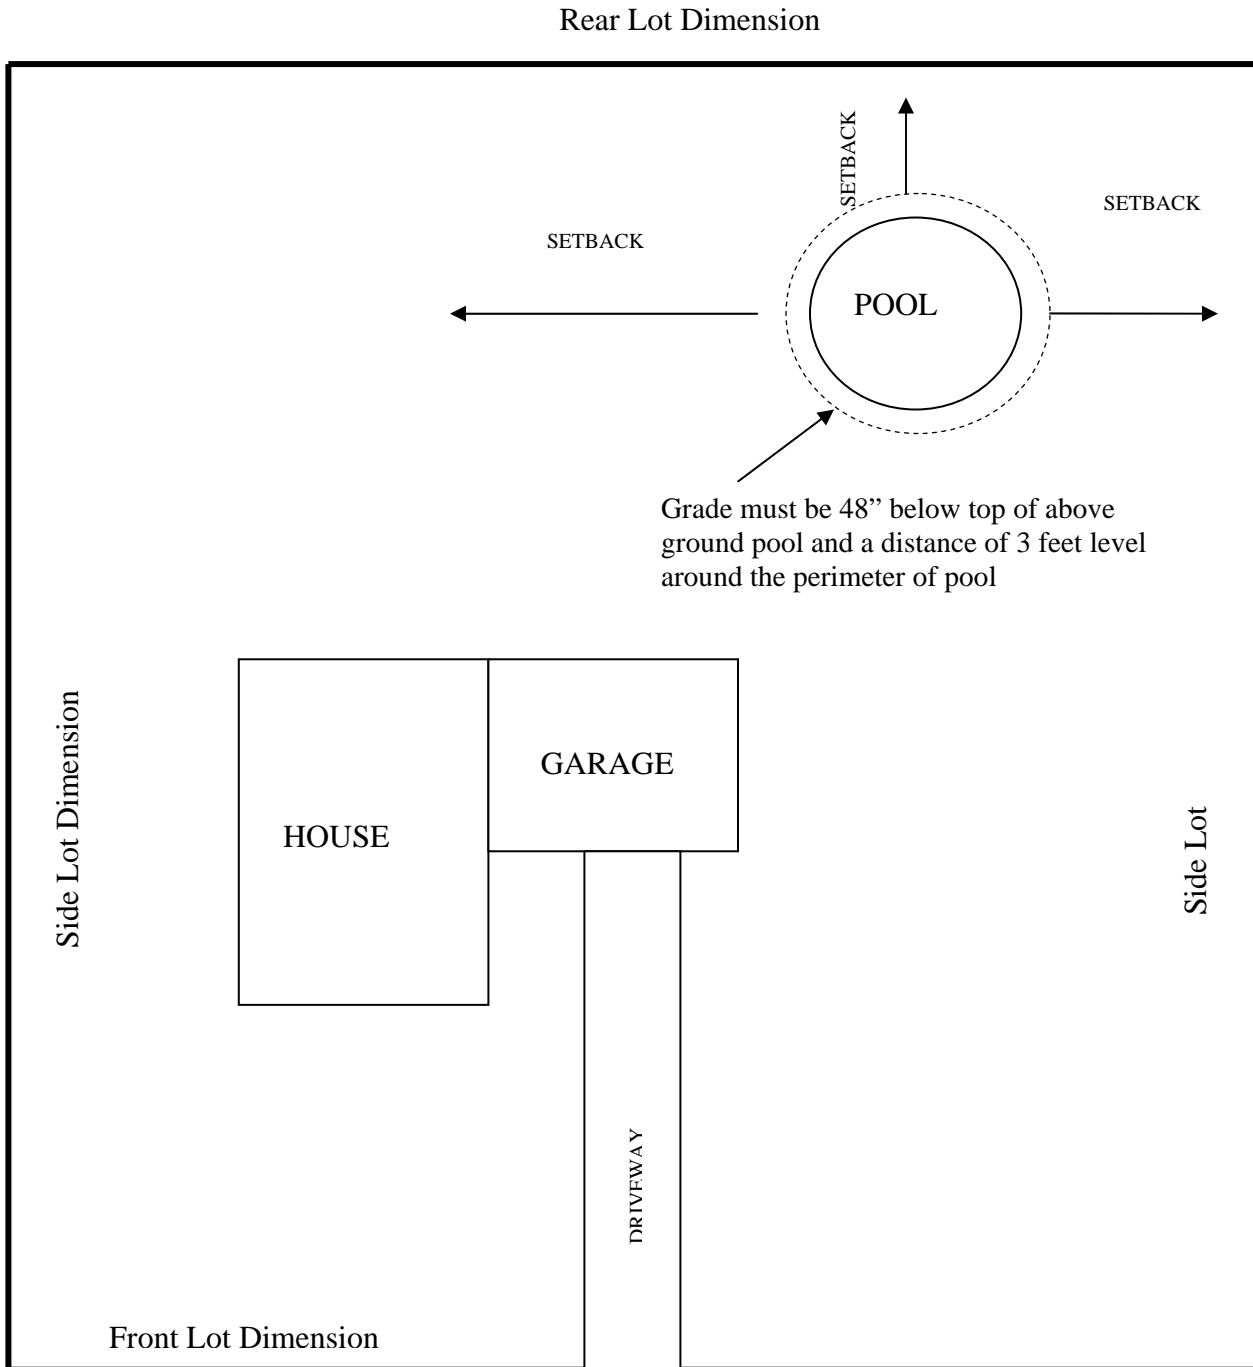 Rear Lot Dimension
SETBACK
SETBACK
SETBACK
POOL
Grade must be 48” below top of above
ground pool and a distance of 3 feet level
around the perimeter of pool
Side Lot Dimension
GARAGE
HOUSE
Side Lot
DRIVEWAY
Front Lot Dimension